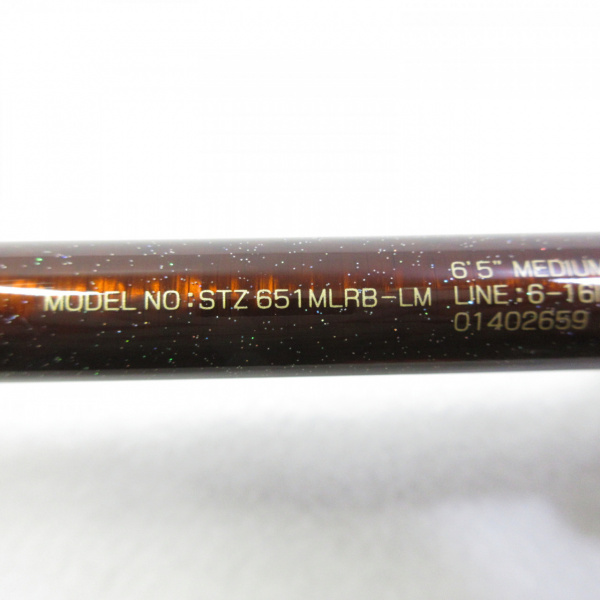 6'5" MEDIUM
MODEL NO : STZ 651MLRB-LM LINE : 6-16
01402659